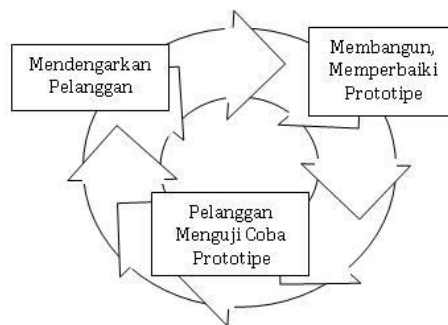 Mendengarkan
Pelanggan
Membangun,
Memperbaiki
Prototipe
Pelanggan
Menguji Coba
Prototipe